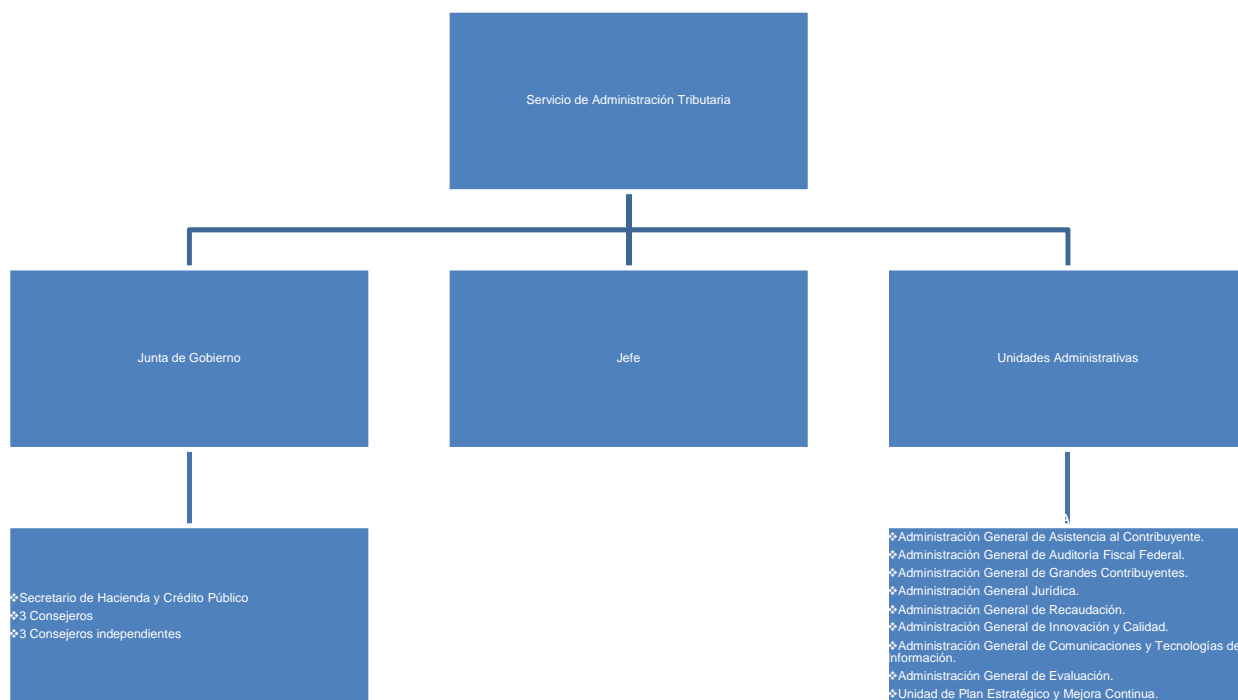 Servicio de Administración Tributaria
Junta de Gobierno
Jefe
Unidades Administrativas
❖Secretario de Hacienda y Crédito Público
❖3 Consejeros
❖3 Consejeros independientes
❖Administración General de Asistencia al Contribuyente.
❖Administración General de Auditoría Fiscal Federal.
❖Administración General de Grandes Contribuyentes.
❖Administración General Jurídica.
❖Administración General de Recaudación.
❖Administración General de Innovación y Calidad.
❖Administración General de Comunicaciones y Tecnologías de
Información.
❖Administración General de Evaluación.
❖Unidad de Plan Estratégico y Mejora Continua.